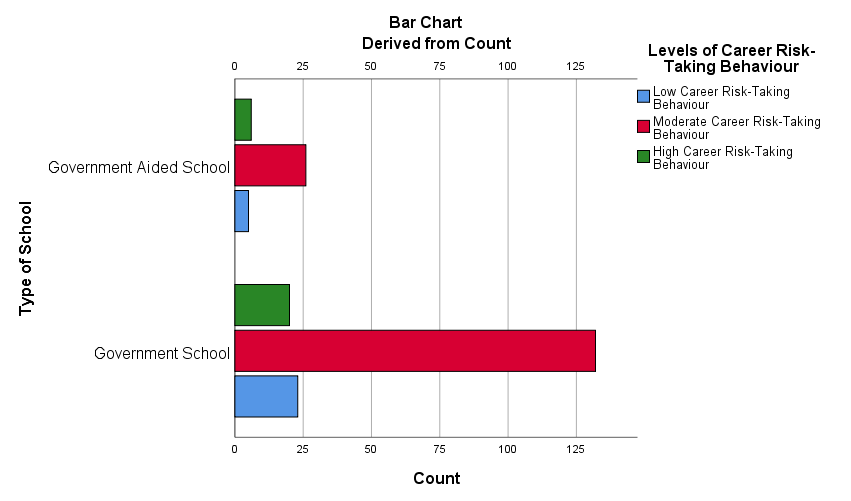 Bar Chart
Derived from Count
0 25 50 75 100 125
Levels of Career Risk-
Taking Behaviour
Low Career Risk-Taking
Behaviour
Moderate Career Risk-Taking
Behaviour
High Career Risk-Taking
Behaviour
Type of School
Government Aided School
Government School
0 25 50 75 100 125
Count